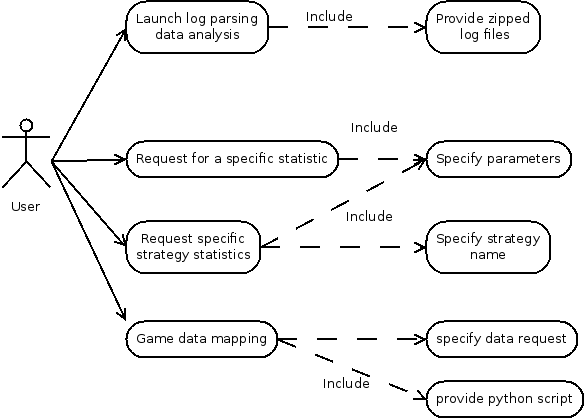 Launch log parsing
data analysis
Include
Provide zipped
log files
Include
Request for a specific statistic
Specify parameters
User
Include
Request specific
strategy statistics
Specify strategy
name
Game data mapping
specify data request
Include
provide python script